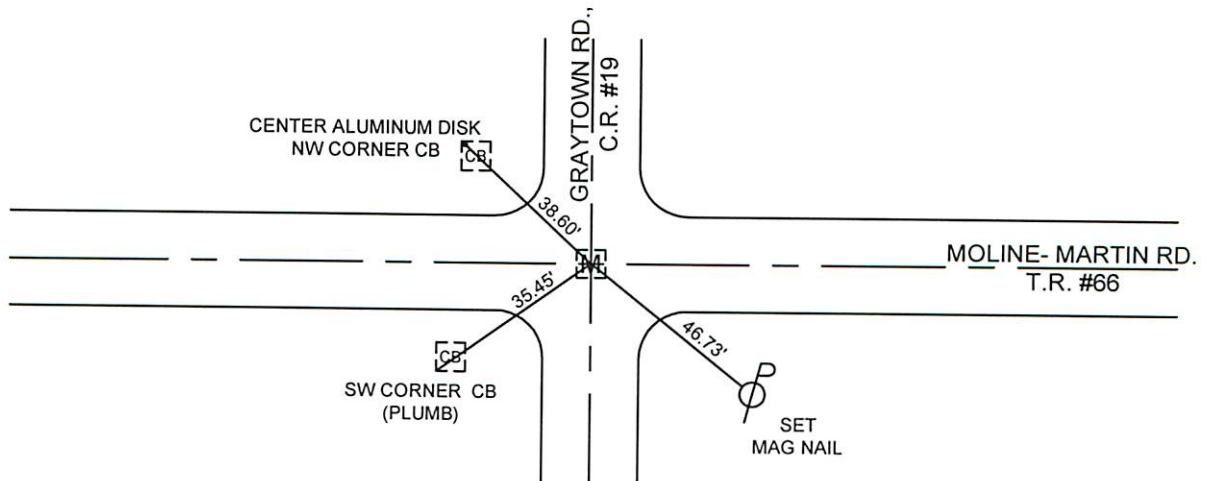 GRAYTOWN RD.,
C.R. #19
CENTER ALUMINUM DISK
NW CORNER CB
CB
38.60'
M
MOLINE- MARTIN RD.
T.R. #66
35.45'
46.73'
CB
SW CORNER CB
(PLUMB)
P
SET
MAG NAIL